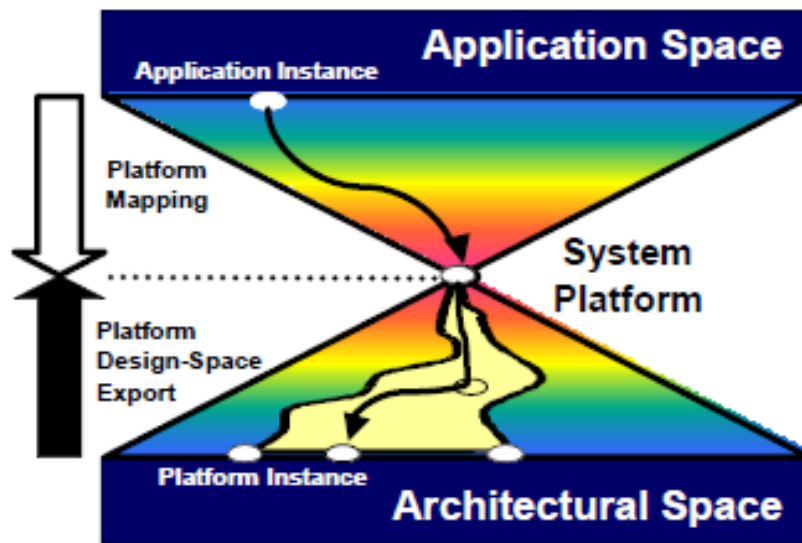 Application Space
Application Instance
Platform
Mapping
System
Platform
Platform
Design-Space
Export
Platform Instance
Architectural Space